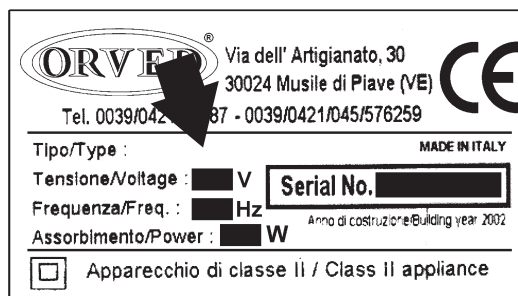 ORVED®
Via dell' Artigianato, 30
30024 Musile di Piave (VE)
CE
Tel. 0039/042 87 - 0039/0421/045/576259
Tipo/Type :
MADE IN ITALY
Tensione/Voltage : V
Serial No.
Frequenza/Freq. : Hz
Anno di costruzione/Building year 2002
Assorbimento/Power : W
Apparecchio di classe II / Class II appliance